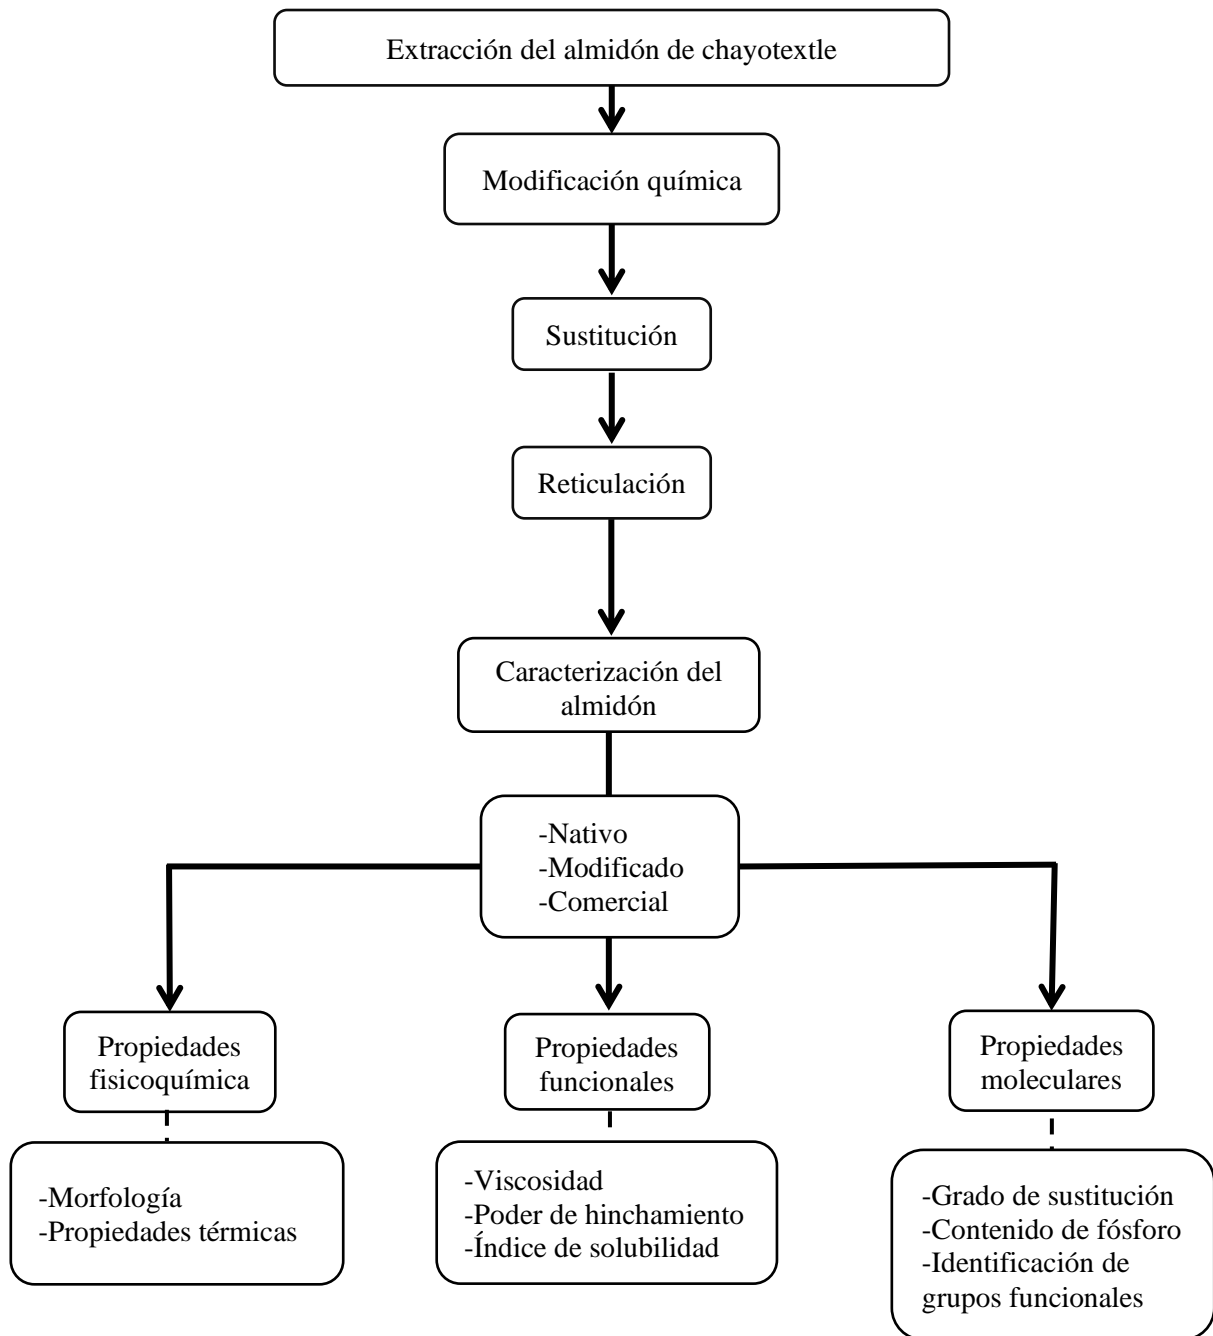 Extracción del almidón de chayotextle
Modificación química
Sustitución
Reticulación
Caracterización del
almidón
-Nativo
-Modificado
-Comercial
Propiedades
fisicoquímica
Propiedades
funcionales
Propiedades
moleculares
-Morfología
-Propiedades térmicas
-Viscosidad
-Poder de hinchamiento
-Índice de solubilidad
-Grado de sustitución
-Contenido de fósforo
-Identificación de
grupos funcionales